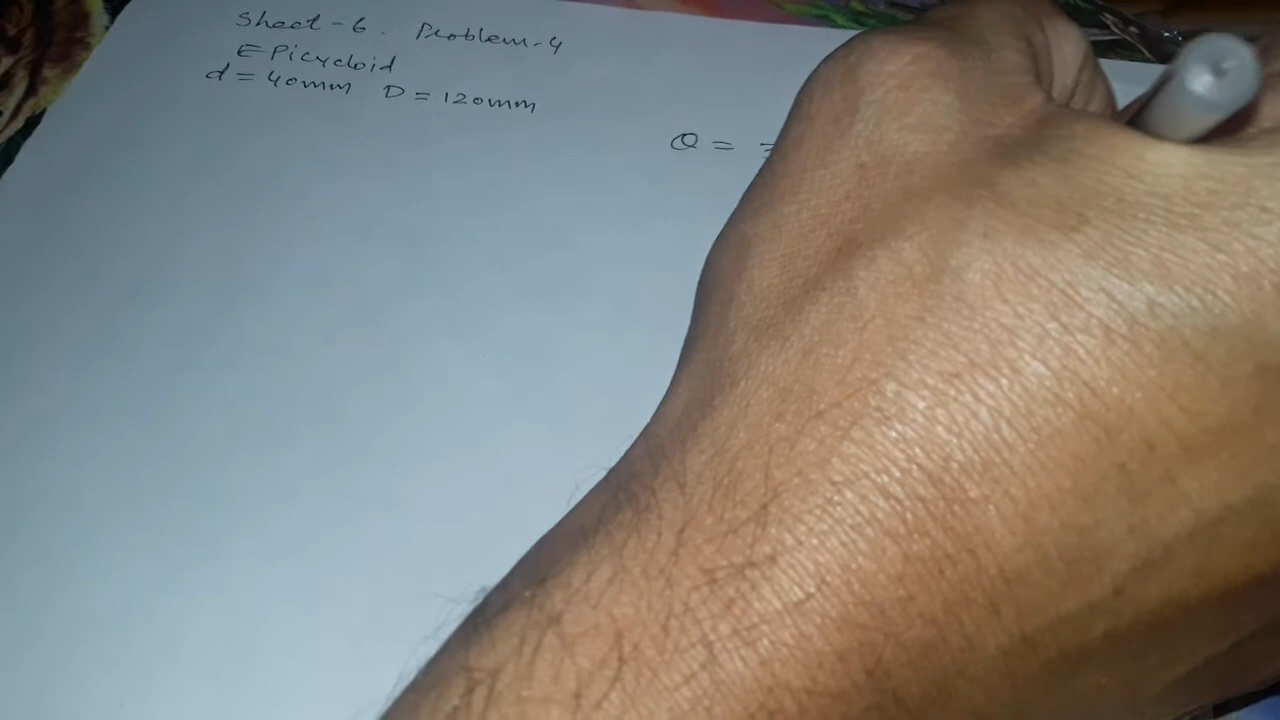 Sheet-6. Problem-4
EPicycloid
d = 40mm D = 120mm
θ =